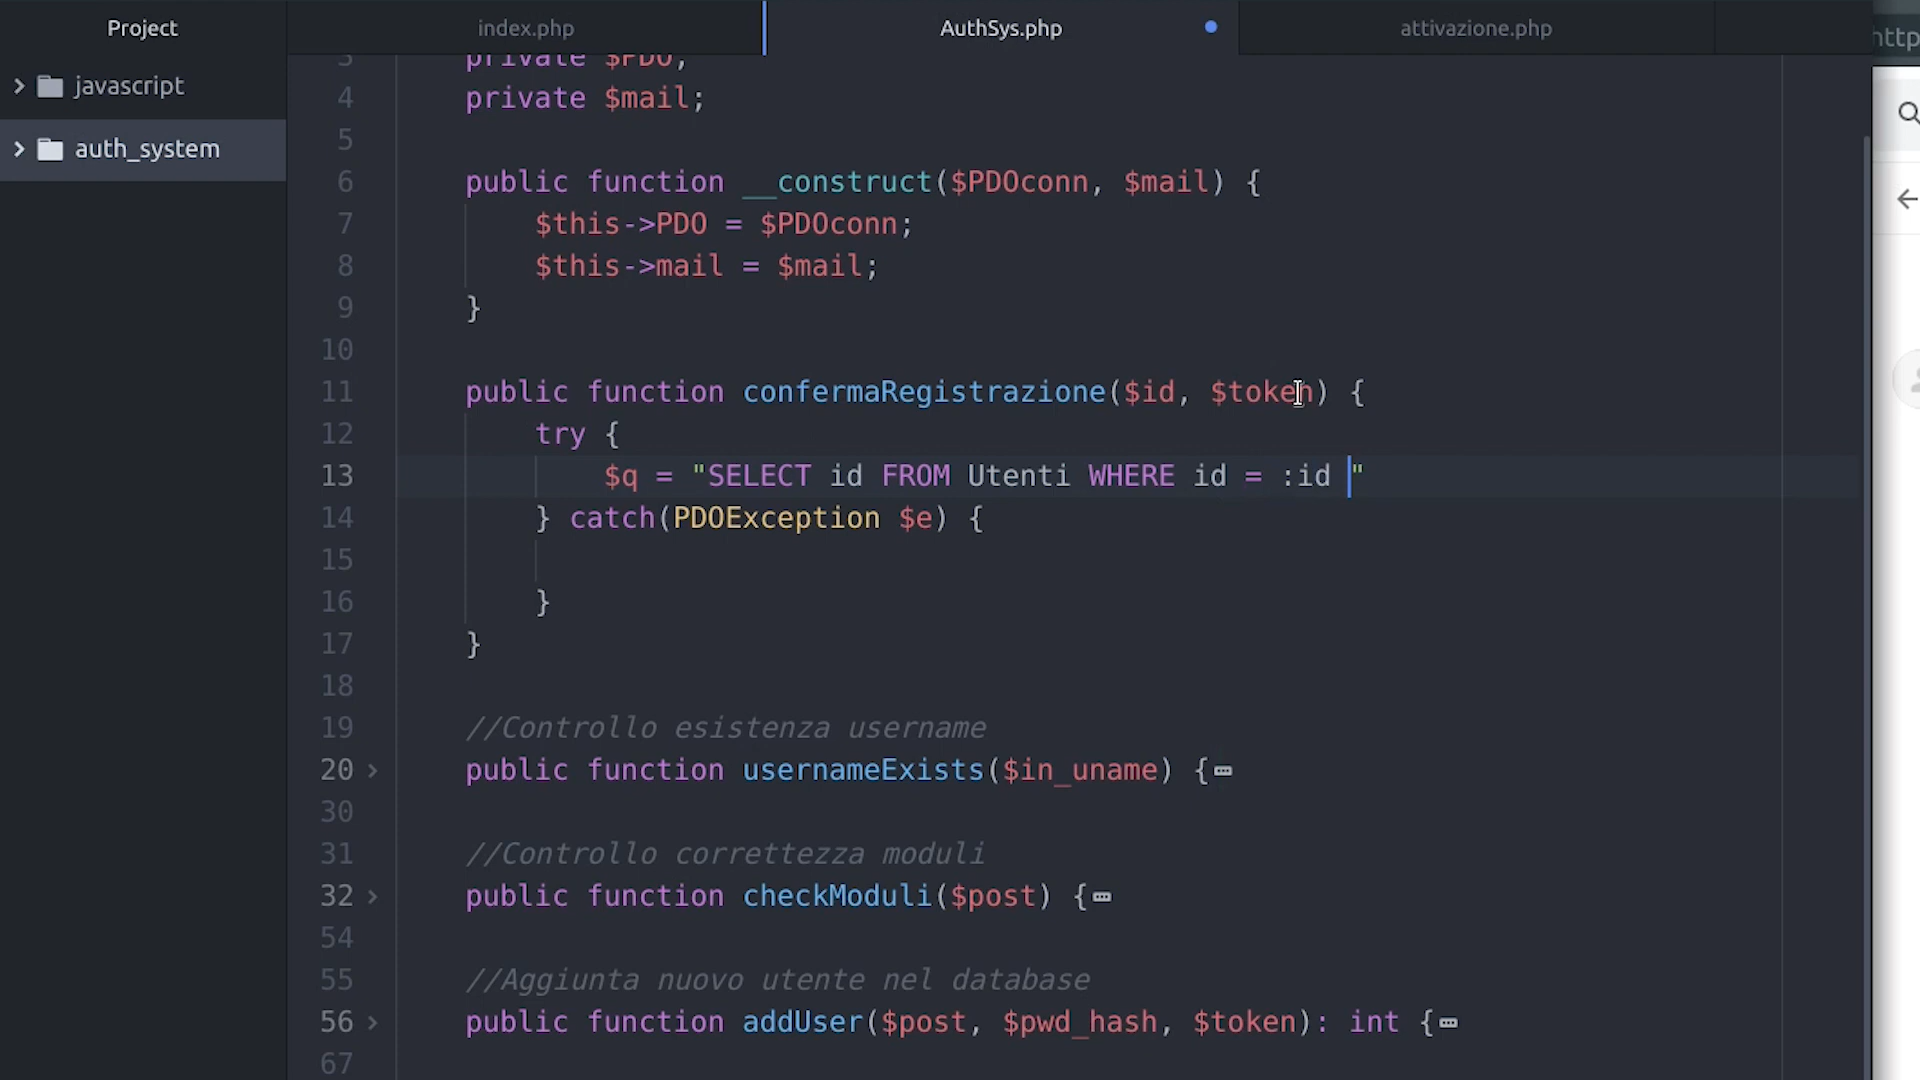 Project
index.php
AuthSys.php
attivazione.php
http
javascript
auth_system
3 private $PDO;
4 private $mail;
5
6 public function __construct($PDOconn, $mail) {
7 $this->PDO = $PDOconn;
8 $this->mail = $mail;
9 }
10
11 public function confermaRegistrazione($id, $token) {
12 try {
13 $q = "SELECT id FROM Utenti WHERE id = :id "
14 } catch(PDOException $e) {
15
16 }
17 }
18
19 //Controllo esistenza username
20 public function usernameExists($in_uname) {
30
31 //Controllo correttezza moduli
32 public function checkModuli($post) {
54
55 //Aggiunta nuovo utente nel database
56 public function addUser($post, $pwd_hash, $token): int {
67